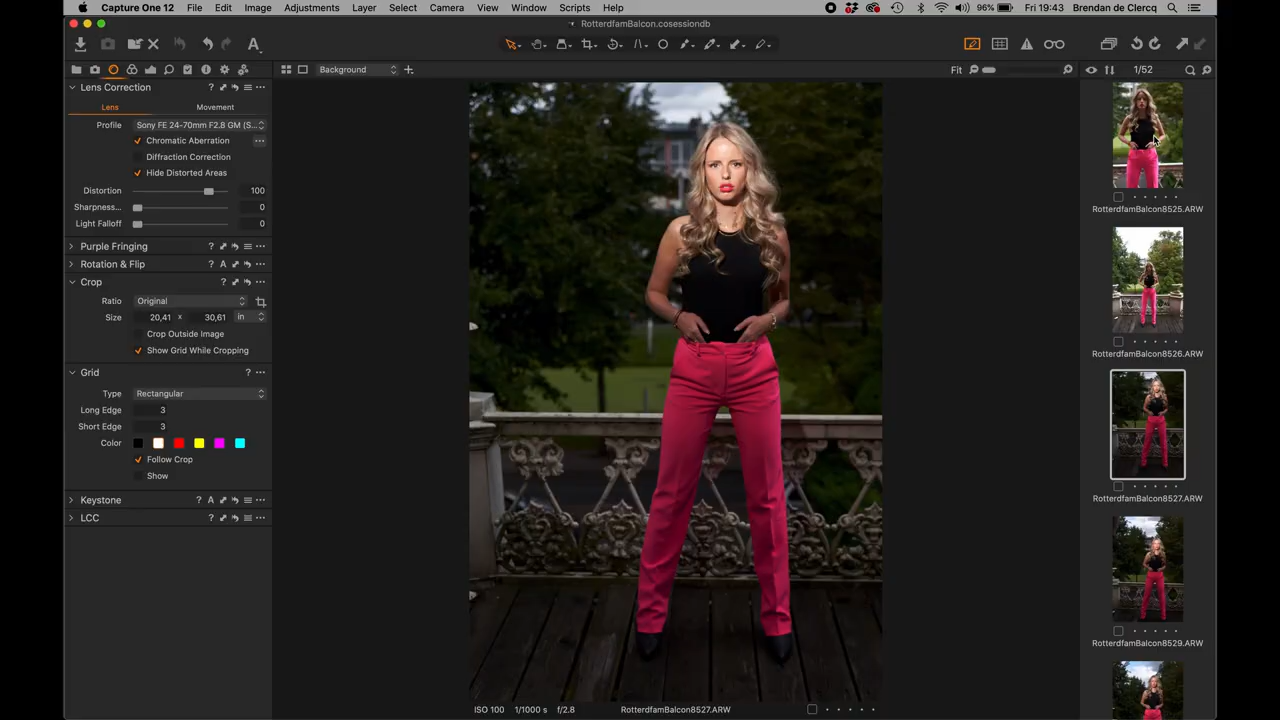 Capture One 12 File Edit Image Adjustments Layer Select Camera View Window Scripts Help 96% Fri 19:43 Brendan de Clercq
RotterdfamBalcon.cosessiondb
Background Fit 1/52
Lens Correction
Lens Movement
Profile Sony FE 24-70mm F2.8 GM (S...
Chromatic Aberration
Diffraction Correction
Hide Distorted Areas
Distortion 100
Sharpness... 0
Light Falloff 0
Purple Fringing
Rotation & Flip
Crop
Ratio Original
Size 20,41 x 30,61 in
Crop Outside Image
Show Grid While Cropping
Grid
Type Rectangular
Long Edge 3
Short Edge 3
Color
Follow Crop
Show
Keystone
LCC
RotterdfamBalcon8525.ARW
RotterdfamBalcon8526.ARW
RotterdfamBalcon8527.ARW
RotterdfamBalcon8529.ARW
ISO 100 1/1000 s f/2.8 RotterdfamBalcon8527.ARW